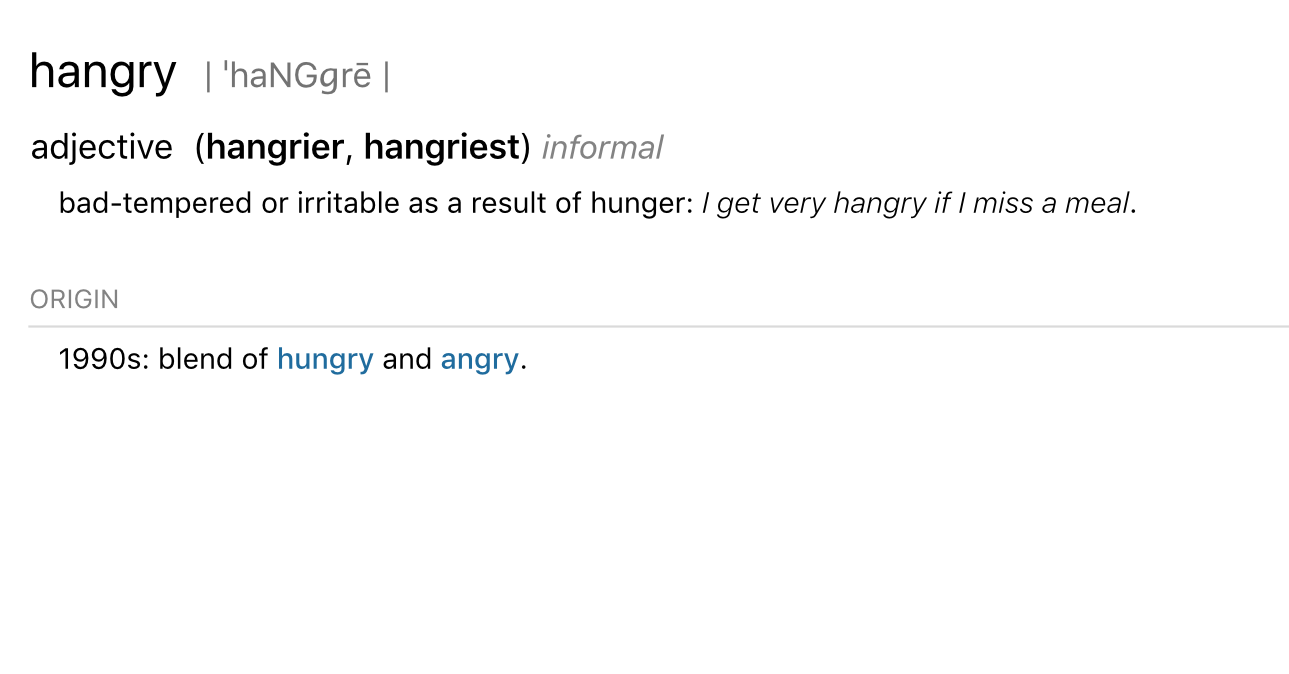 hangry | ˈhaNGɡrē |
adjective (hangrier, hangriest) informal
bad-tempered or irritable as a result of hunger: I get very hangry if I miss a meal.
ORIGIN
1990s: blend of hungry and angry.